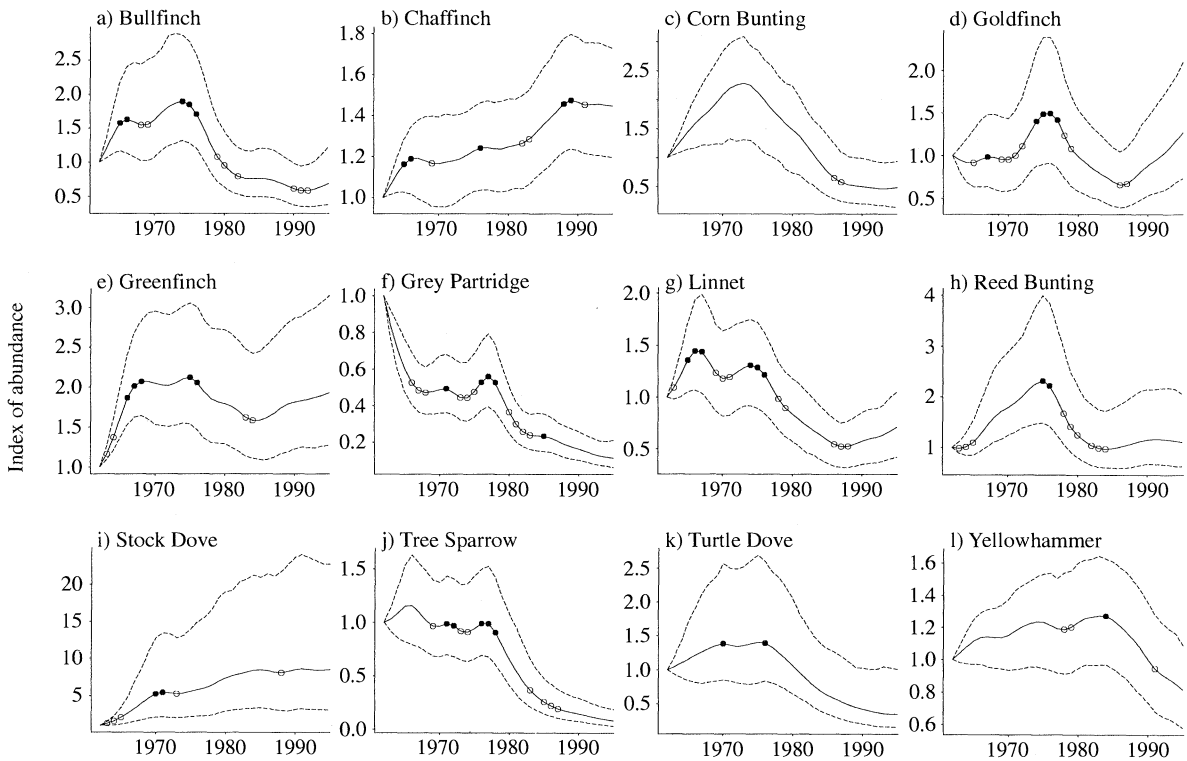 a) Bullfinch
b) Chaffinch
c) Corn Bunting
d) Goldfinch
2.5
2.0
1.5
1.0
0.5
1.8
1.6
1.4
1.2
1.0
2.5
1.5
0.5
2.0
1.5
1.0
0.5
1970 1980 1990
1970 1980 1990
1970 1980 1990
1970 1980 1990
Index of abundance
e) Greenfinch
f) Grey Partridge
g) Linnet
h) Reed Bunting
3.0
2.5
2.0
1.5
1.0
1.0
0.8
0.6
0.4
0.2
2.0
1.5
1.0
0.5
4
3
2
1
1970 1980 1990
1970 1980 1990
1970 1980 1990
1970 1980 1990
i) Stock Dove
j) Tree Sparrow
k) Turtle Dove
l) Yellowhammer
20
15
10
5
1.5
1.0
0.5
0.0
2.5
2.0
1.5
1.0
0.5
1.6
1.4
1.2
1.0
0.8
0.6
1970 1980 1990
1970 1980 1990
1970 1980 1990
1970 1980 1990